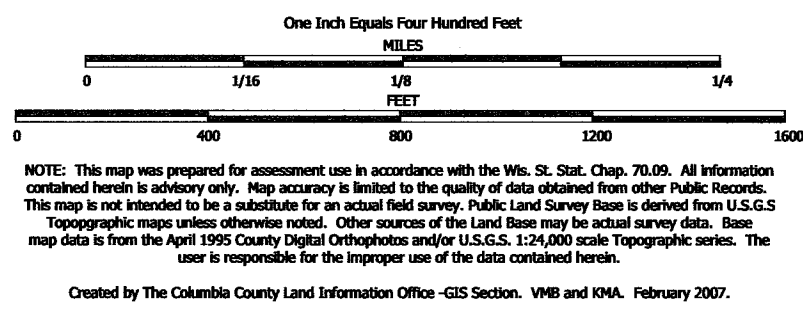 One Inch Equals Four Hundred Feet
MILES
0 1/16 1/8 1/4
FEET
0 400 800 1200 1600
NOTE: This map was prepared for assessment use in accordance with the Wis. St. Stat. Chap. 70.09. All information
contained herein is advisory only. Map accuracy is limited to the quality of data obtained from other Public Records.
This map is not intended to be a substitute for an actual field survey. Public Land Survey Base is derived from U.S.G.S
Topopgraphic maps unless otherwise noted. Other sources of the Land Base may be actual survey data. Base
map data is from the April 1995 County Digital Orthophotos and/or U.S.G.S. 1:24,000 scale Topographic series. The
user is responsible for the improper use of the data contained herein.
Created by The Columbia County Land Information Office -GIS Section. VMB and KMA. February 2007.